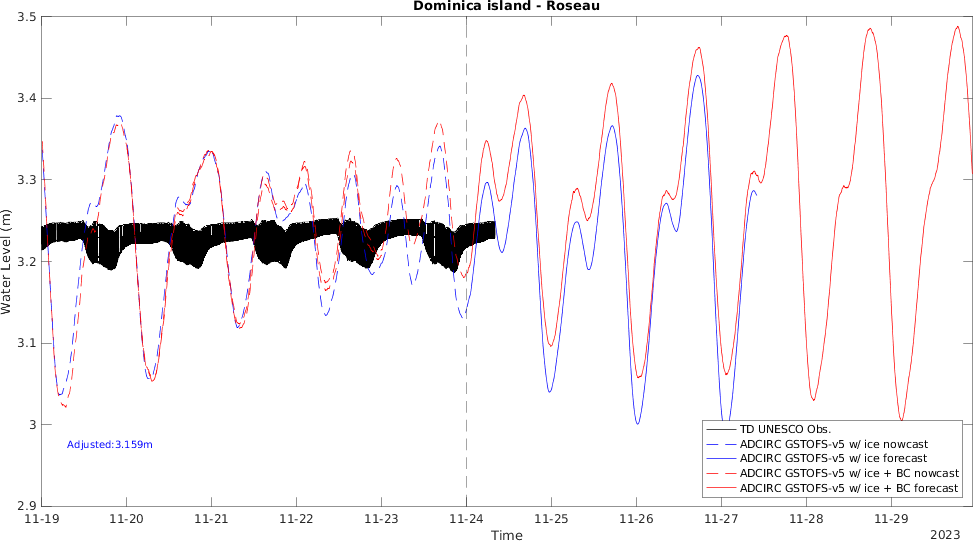 Dominica island - Roseau
Water Level (m)
3.5
3.4
3.3
3.2
3.1
3
2.9
Adjusted:3.159m
TD UNESCO Obs.
ADCIRC GSTOFS-v5 w/ ice nowcast
ADCIRC GSTOFS-v5 w/ ice forecast
ADCIRC GSTOFS-v5 w/ ice + BC nowcast
ADCIRC GSTOFS-v5 w/ ice + BC forecast
11-19 11-20 11-21 11-22 11-23 11-24 11-25 11-26 11-27 11-28 11-29
Time
2023